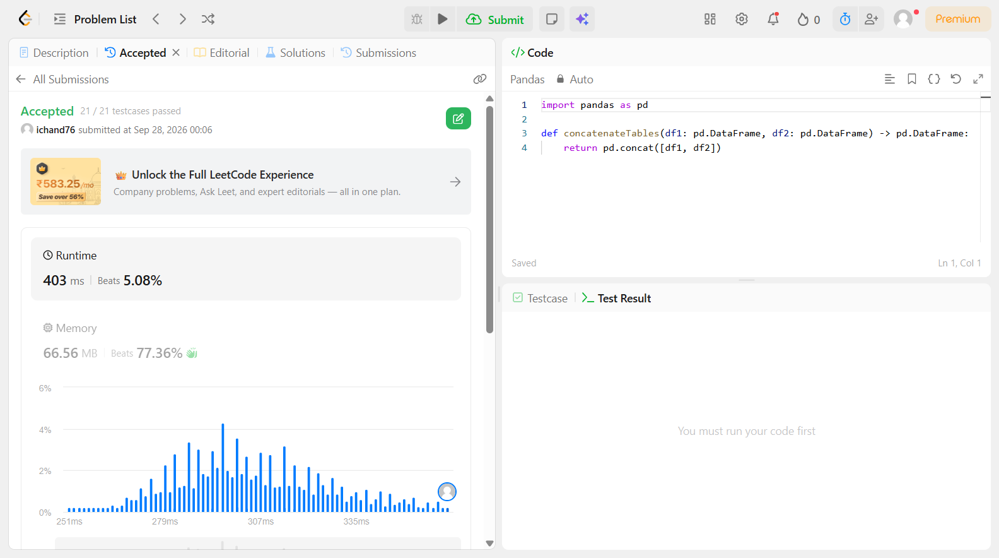 Problem List
Submit
0
Premium
Description
Accepted
Editorial
Solutions
Submissions
All Submissions
Accepted 21 / 21 testcases passed
ichand76 submitted at Sep 28, 2026 00:06
₹583.25/mo
Save over 56%
Unlock the Full LeetCode Experience
Company problems, Ask Leet, and expert editorials — all in one plan.
Runtime
403 ms Beats 5.08%
Memory
66.56 MB Beats 77.36%
6%
4%
2%
0%
251ms 279ms 307ms 335ms
Code
Pandas Auto
1 import pandas as pd
2
3 def concatenateTables(df1: pd.DataFrame, df2: pd.DataFrame) -> pd.DataFrame:
4 return pd.concat([df1, df2])
Saved
Ln 1, Col 1
Testcase
Test Result
You must run your code first